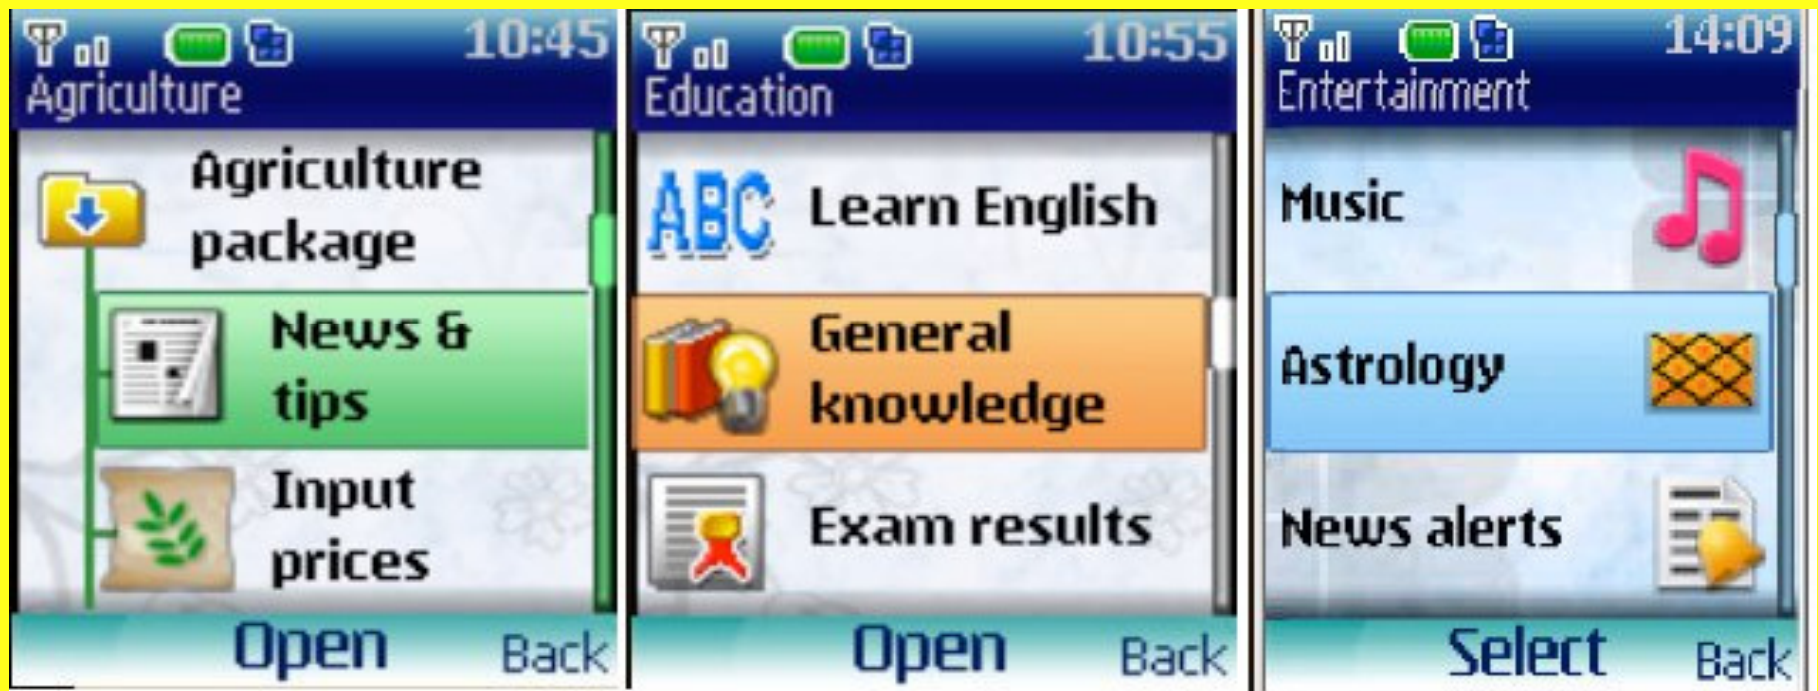 10:45
Agriculture
Agriculture
package
News &
tips
Input
prices
Open Back
10:55
Education
ABC Learn English
General
knowledge
Exam results
Open Back
14:09
Entertainment
Music
Astrology
News alerts
Select Back